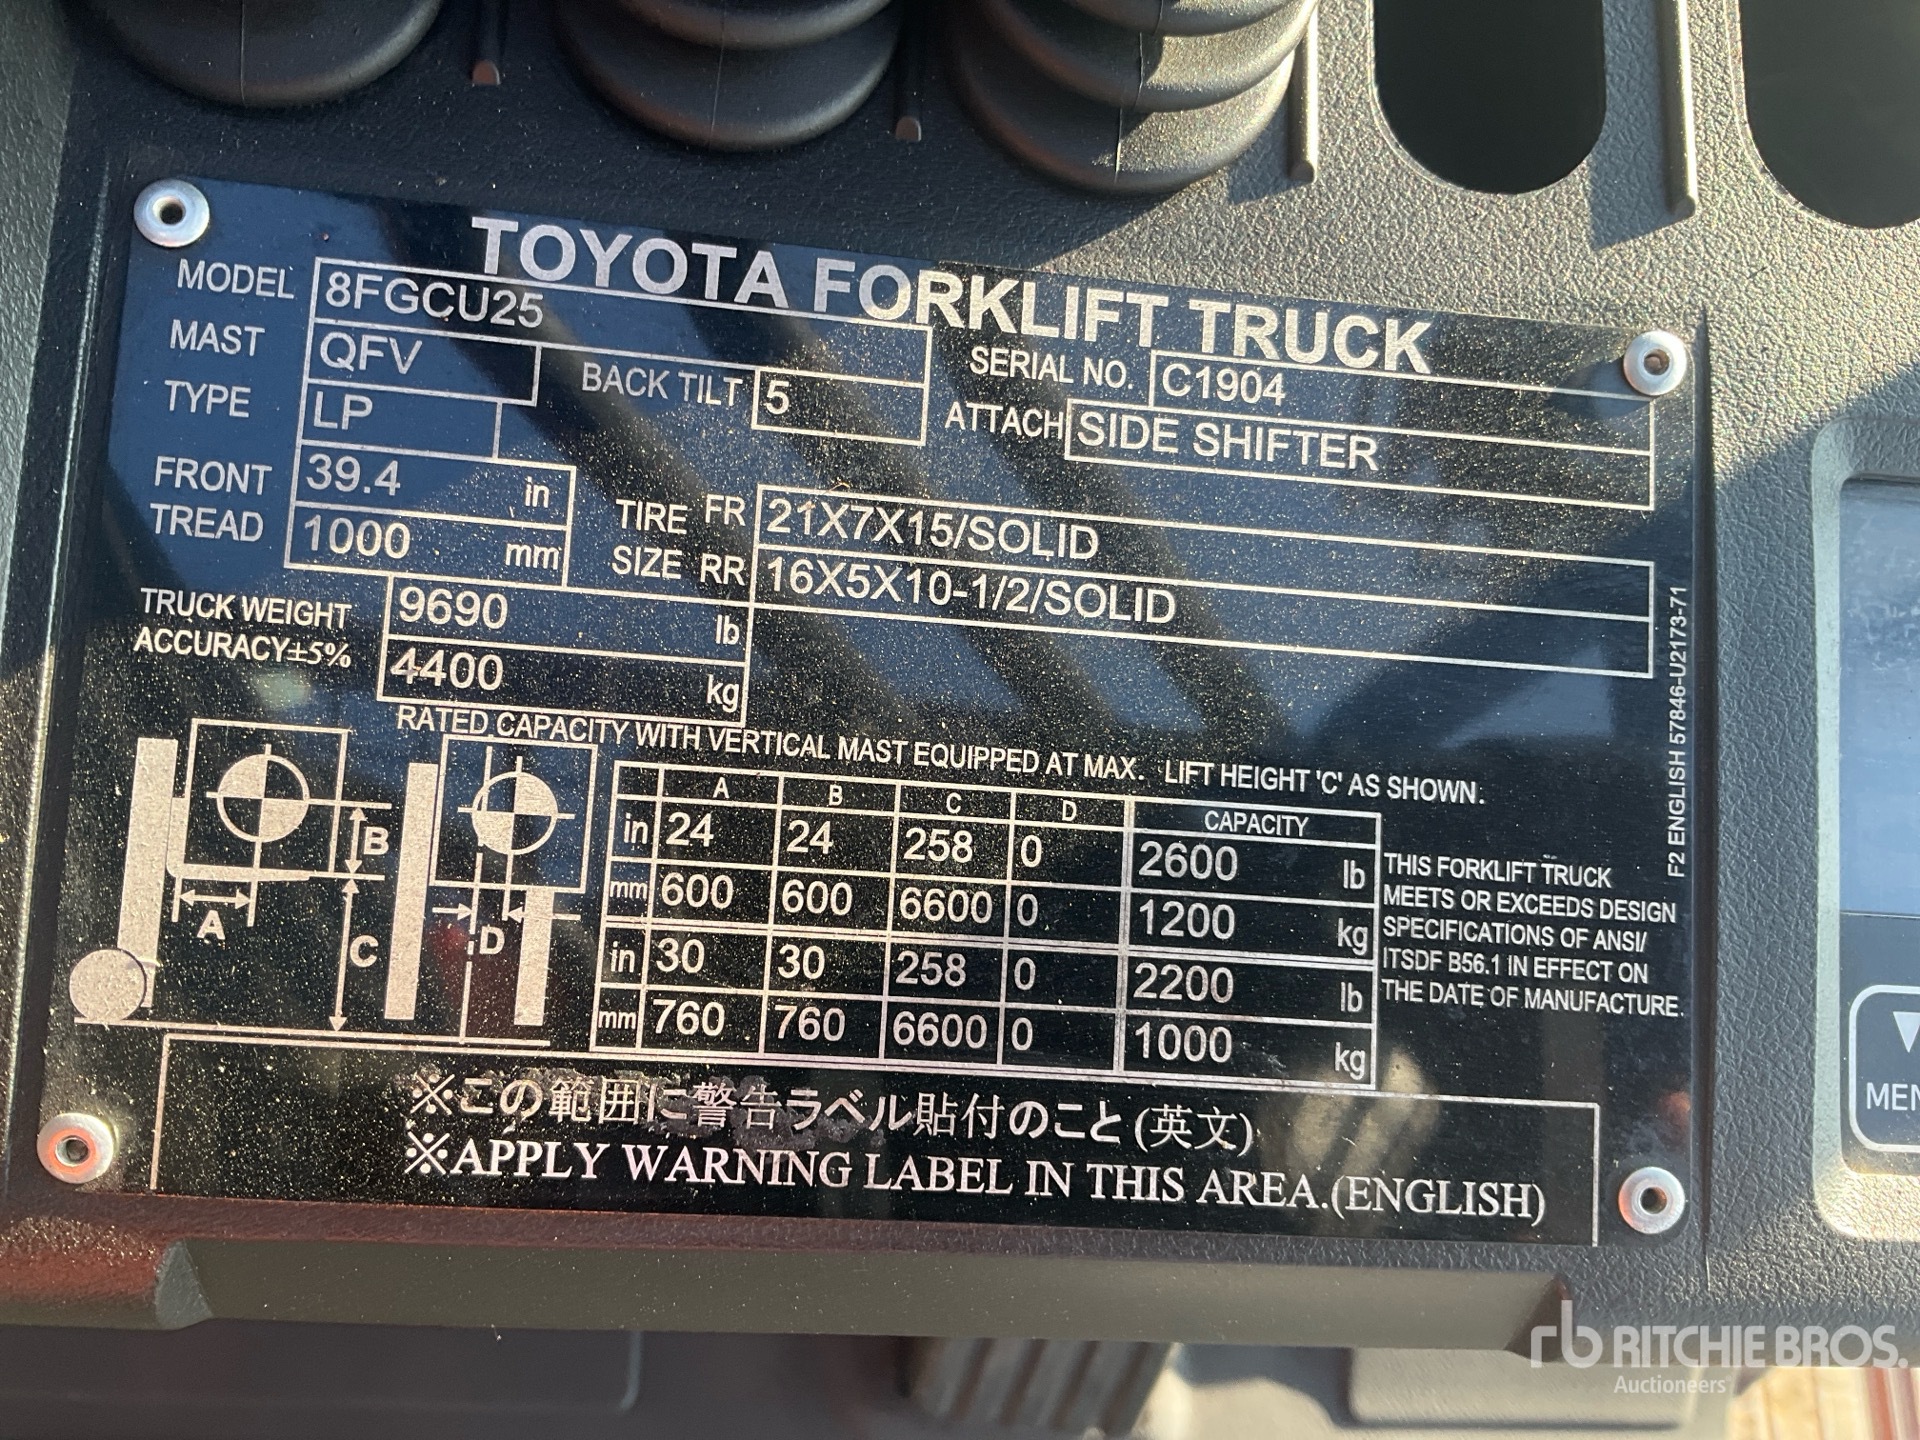 TOYOTA FORKLIFT TRUCK
MODEL 8FGCU25
MAST QFV BACK TILT 5 SERIAL NO. C1904
TYPE LP ATTACH SIDE SHIFTER
FRONT 39.4 in TIRE FR 21X7X15/SOLID
TREAD 1000 mm SIZE RR 16X5X10-1/2/SOLID
TRUCK WEIGHT 9690 lb
ACCURACY±5% 4400 kg
RATED CAPACITY WITH VERTICAL MAST EQUIPPED AT MAX. LIFT HEIGHT 'C' AS SHOWN.
A B C D CAPACITY
in 24 24 258 0 2600 lb
mm 600 600 6600 0 1200 kg
in 30 30 258 0 2200 lb
mm 760 760 6600 0 1000 kg
A
B
C
D
THIS FORKLIFT TRUCK
MEETS OR EXCEEDS DESIGN
SPECIFICATIONS OF ANSI/
ITSDF B56.1 IN EFFECT ON
THE DATE OF MANUFACTURE.
F2 ENGLISH 57846-U2173-71
※この範囲に警告ラベル貼付のこと(英文)
※APPLY WARNING LABEL IN THIS AREA.(ENGLISH)
rb RITCHIE BROS.
Auctioneers